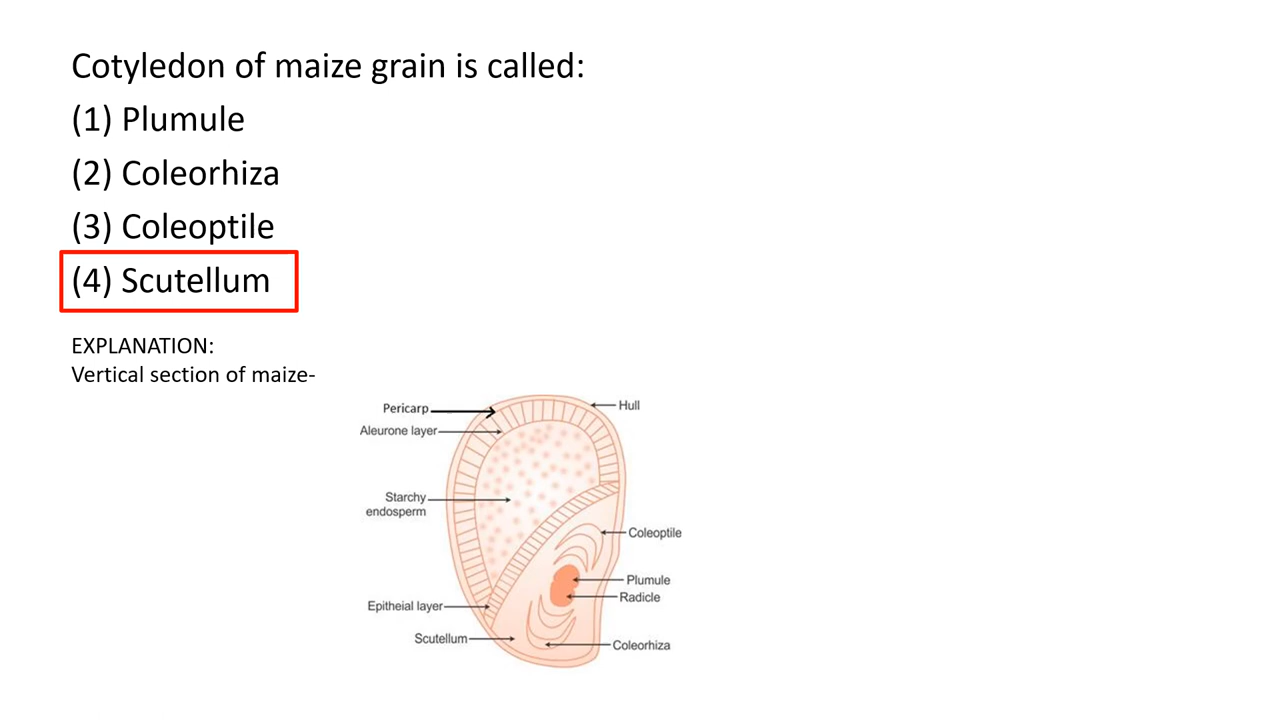 Cotyledon of maize grain is called:
(1) Plumule
(2) Coleorhiza
(3) Coleoptile
(4) Scutellum
EXPLANATION:
Vertical section of maize-
Pericarp
Hull
Aleurone layer
Starchy
endosperm
Coleoptile
Plumule
Radicle
Epitheial layer
Scutellum
Coleorhiza